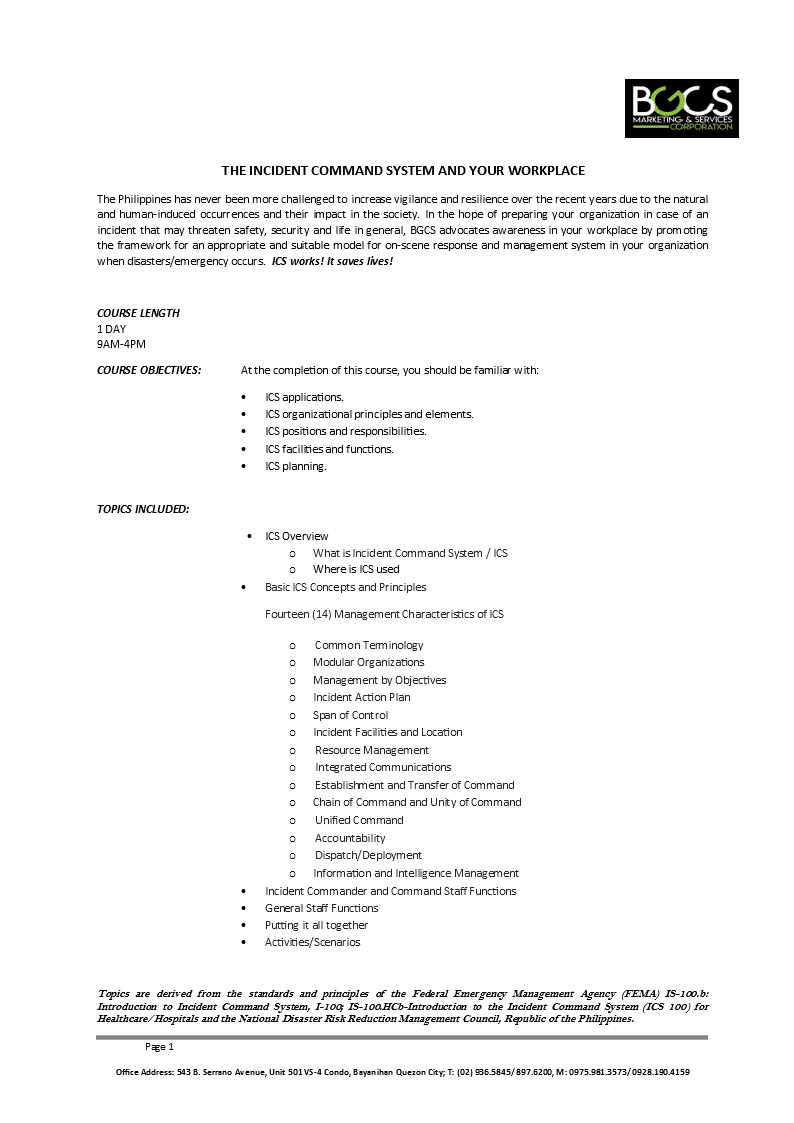 BGCS
MARKETING & SERVICES
CORPORATION
THE INCIDENT COMMAND SYSTEM AND YOUR WORKPLACE
The Philippines has never been more challenged to increase vigilance and resilience over the recent years due to the natural
and human-induced occurrences and their impact in the society. In the hope of preparing your organization in case of an
incident that may threaten safety, security and life in general, BGCS advocates awareness in your workplace by promoting
the framework for an appropriate and suitable model for on-scene response and management system in your organization
when disasters/emergency occurs. ICS works! It saves lives!
COURSE LENGTH
1 DAY
9AM-4PM
COURSE OBJECTIVES: At the completion of this course, you should be familiar with:
• ICS applications.
• ICS organizational principles and elements.
• ICS positions and responsibilities.
• ICS facilities and functions.
• ICS planning.
TOPICS INCLUDED:
• ICS Overview
o What is Incident Command System / ICS
o Where is ICS used
• Basic ICS Concepts and Principles
Fourteen (14) Management Characteristics of ICS
o Common Terminology
o Modular Organizations
o Management by Objectives
o Incident Action Plan
o Span of Control
o Incident Facilities and Location
o Resource Management
o Integrated Communications
o Establishment and Transfer of Command
o Chain of Command and Unity of Command
o Unified Command
o Accountability
o Dispatch/Deployment
o Information and Intelligence Management
• Incident Commander and Command Staff Functions
• General Staff Functions
• Putting it all together
• Activities/Scenarios
Topics are derived from the standards and principles of the Federal Emergency Management Agency (FEMA) IS-100.b:
Introduction to Incident Command System, I-100; IS-100.HCb-Introduction to the Incident Command System (ICS 100) for
Healthcare/Hospitals and the National Disaster Risk Reduction Management Council, Republic of the Philippines.
Page 1
Office Address: 543 B. Serrano Avenue, Unit 501 VS-4 Condo, Bayanihan Quezon City; T: (02) 936.5845/ 897.6200, M: 0975.981.3573/ 0928.190.4159